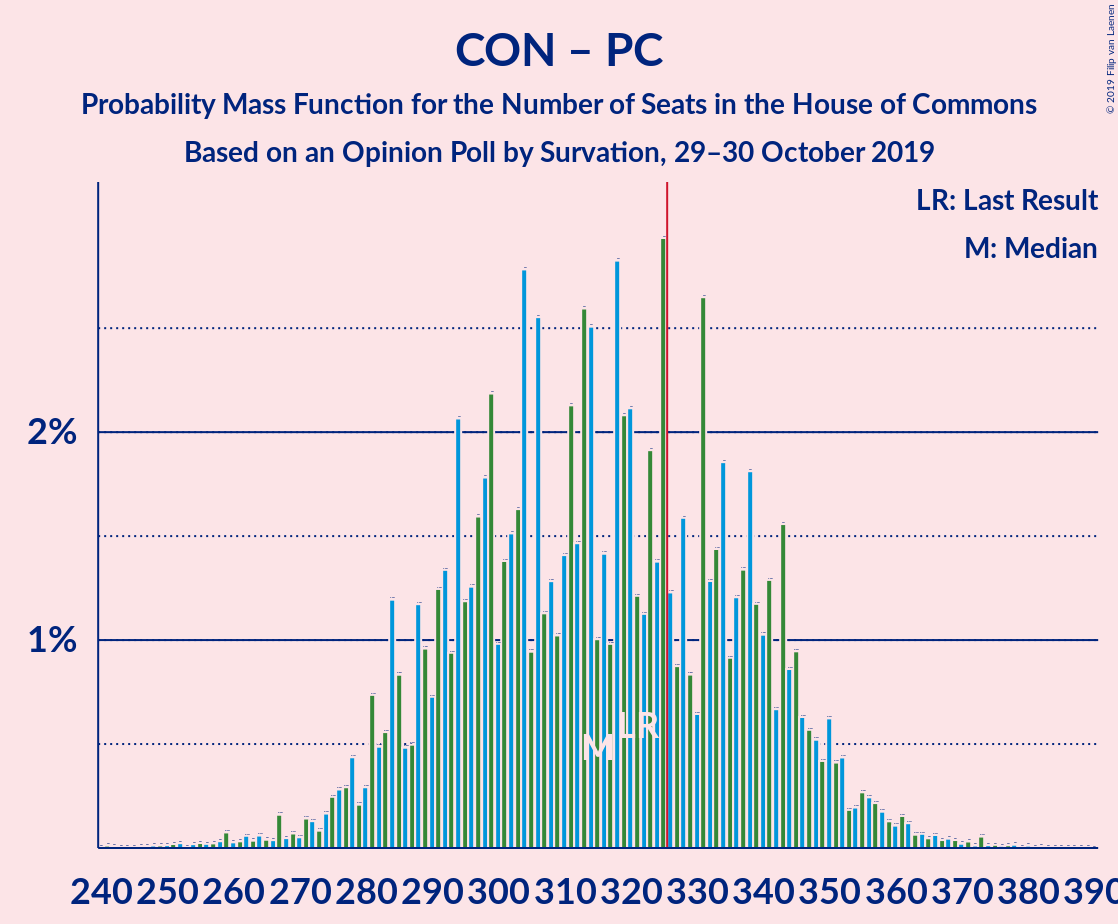 CON – PC
Probability Mass Function for the Number of Seats in the House of Commons
Based on an Opinion Poll by Survation, 29–30 October 2019
© 2019 Filip van Laenen
LR: Last Result
M: Median
2%
1%
LR
M
240 250 260 270 280 290 300 310 320 330 340 350 360 370 380 390